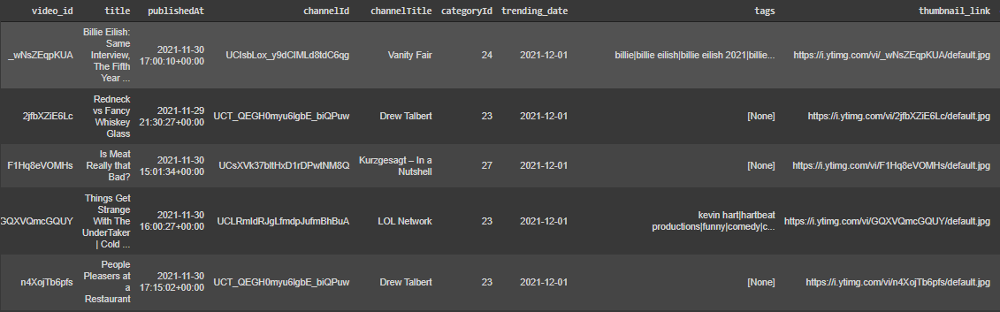 video_id title publishedAt channelId channelTitle categoryId trending_date tags thumbnail_link
Billie Eilish:
Same
Interview,
The Fifth
Year ...
_wNsZEqpKUA
2021-11-30
17:00:10+00:00
UCIsbLox_y9dCIMLd8tdC6qg Vanity Fair 24 2021-12-01 billie|billie eilish|billie eilish 2021|billie... https://i.ytimg.com/vi/_wNsZEqpKUA/default.jpg
Redneck
vs Fancy
Whiskey
Glass
2jfbXZiE6Lc
2021-11-29
21:30:27+00:00
UCT_QEGH0myu6lgbE_biQPuw Drew Talbert 23 2021-12-01 [None] https://i.ytimg.com/vi/2jfbXZiE6Lc/default.jpg
Is Meat
Really that
Bad?
F1Hq8eVOMHs
2021-11-30
15:01:34+00:00
UCsXVk37bltHxD1rDPwtNM8Q
Kurzgesagt – In a
Nutshell
27 2021-12-01 [None] https://i.ytimg.com/vi/F1Hq8eVOMHs/default.jpg
Things Get
Strange
With The
UnderTaker
| Cold ...
GQXVQmcGQUY
2021-11-30
16:00:27+00:00
UCLRmIdRJgLfmdpJufmBhBuA LOL Network 23 2021-12-01
kevin hart|hartbeat
productions|funny|comedy|c...
https://i.ytimg.com/vi/GQXVQmcGQUY/default.jpg
People
Pleasers at
a
Restaurant
n4XojTb6pfs
2021-11-30
17:15:02+00:00
UCT_QEGH0myu6lgbE_biQPuw Drew Talbert 23 2021-12-01 [None] https://i.ytimg.com/vi/n4XojTb6pfs/default.jpg